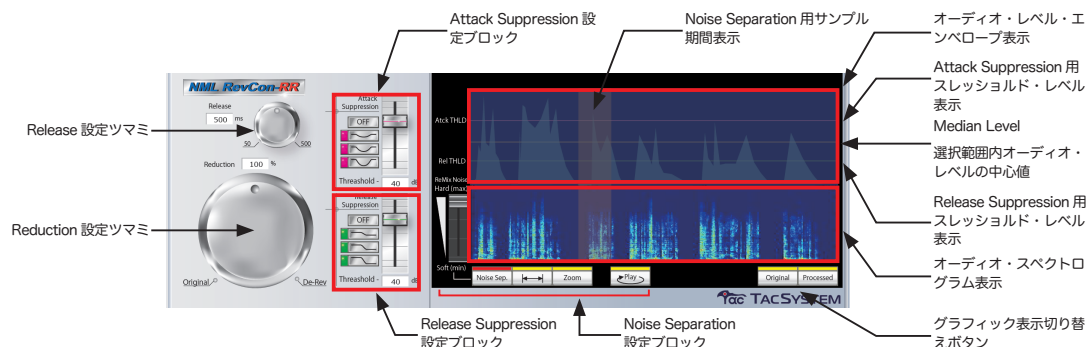 Attack Suppression 設
定ブロック
Noise Separation 用サンプル
期間表示
オーディオ・レベル・エ
ンベロープ表示
Attack Suppression 用
スレッショルド・レベル
表示
Median Level
選択範囲内オーディオ・
レベルの中心値
Release Suppression 用
スレッショルド・レベル
表示
オーディオ・スペクトロ
グラム表示
グラフィック表示切り替
えボタン
Release 設定ツマミ
Reduction 設定ツマミ
NML RevCon-RR
Release
500 ms
50
500
Reduction 100 %
Original
De-Rev
Attack
Suppression
OFF
Threshold - 40 dB
Release
Suppression
OFF
Threshold - 40 dB
Atck THLD
Rel THLD
ReMix Noise
Hard (max)
Soft (min)
Noise Sep.
Zoom
Play
Original
Processed
Tac TACSYSTEM
Release Suppression
設定ブロック
Noise Separation
設定ブロック